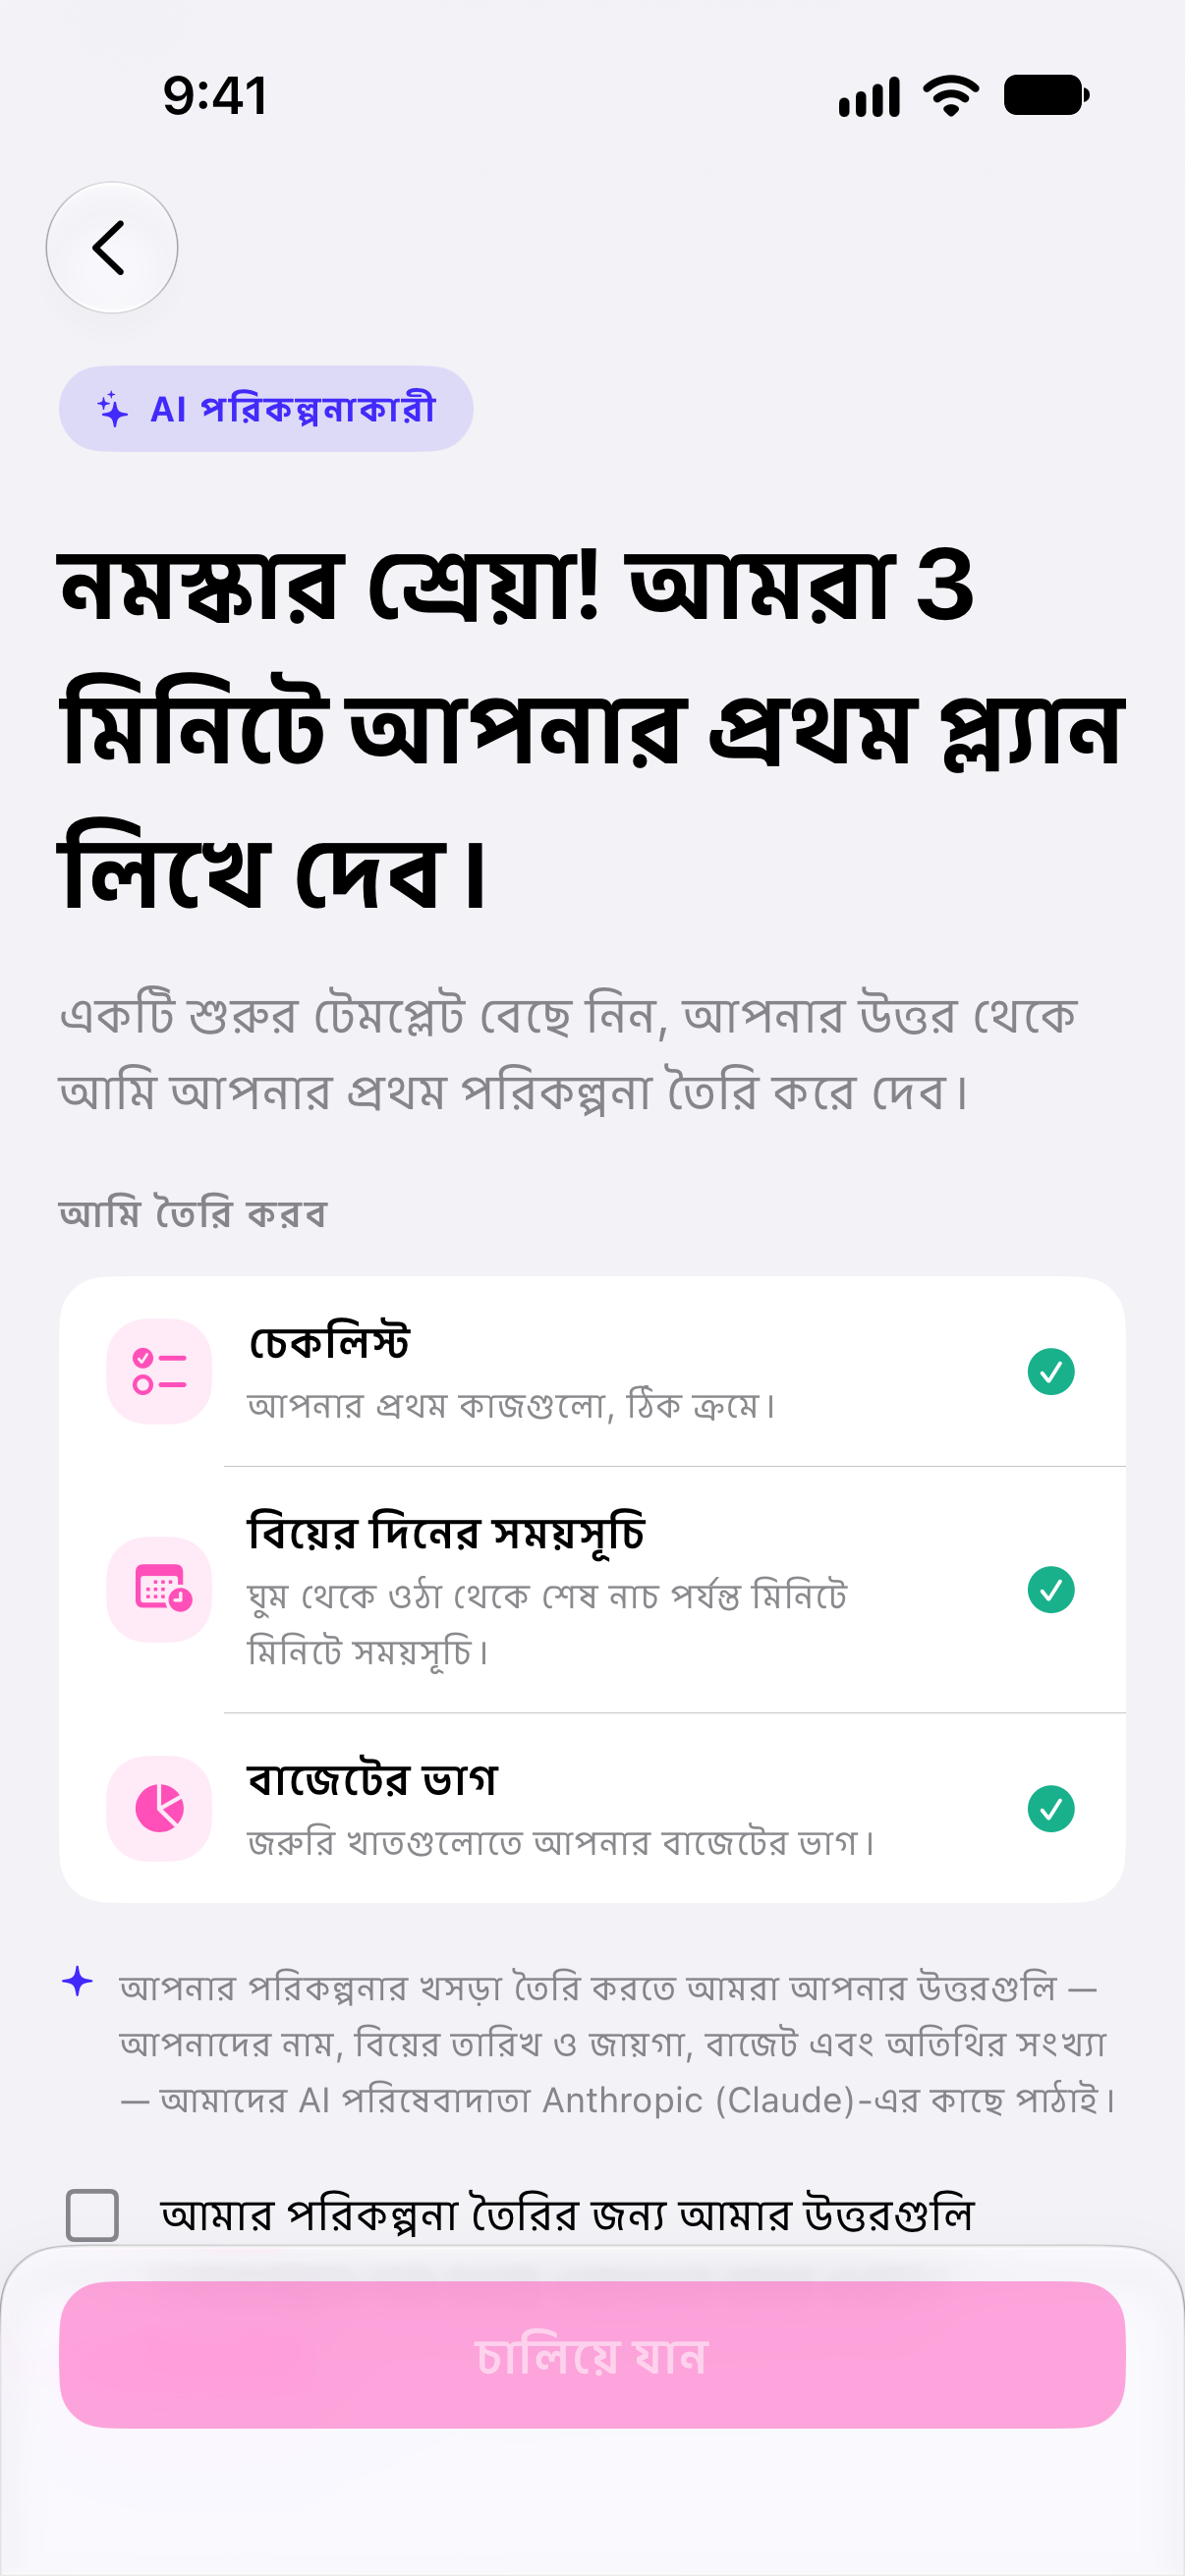 9:41
AI পরিকল্পনাকারী
নমস্কার শ্রেয়া! আমরা 3
মিনিটে আপনার প্রথম প্ল্যান
লিখে দেব।
একটি শুরুর টেমপ্লেট বেছে নিন, আপনার উত্তর থেকে
আমি আপনার প্রথম পরিকল্পনা তৈরি করে দেব।
আমি তৈরি করব
চেকলিস্ট
আপনার প্রথম কাজগুলো, ঠিক ক্রমে।
বিয়ের দিনের সময়সূচি
ঘুম থেকে ওঠা থেকে শেষ নাচ পর্যন্ত মিনিটে
মিনিটে সময়সূচি।
বাজেটের ভাগ
জরুরি খাতগুলোতে আপনার বাজেটের ভাগ।
আপনার পরিকল্পনার খসড়া তৈরি করতে আমরা আপনার উত্তরগুলি —
আপনাদের নাম, বিয়ের তারিখ ও জায়গা, বাজেট এবং অতিথির সংখ্যা
— আমাদের AI পরিষেবাদাতা Anthropic (Claude)-এর কাছে পাঠাই।
আমার পরিকল্পনা তৈরির জন্য আমার উত্তরগুলি
চালিয়ে যান